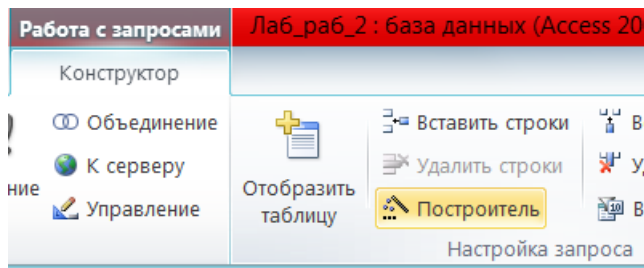 Работа с запросами
Лаб_раб_2 : база данных (Access 20
Конструктор
Объединение
К серверу
Управление
ние
Отобразить
таблицу
Вставить строки
Удалить строки
Построитель
В
В
Настройка запроса